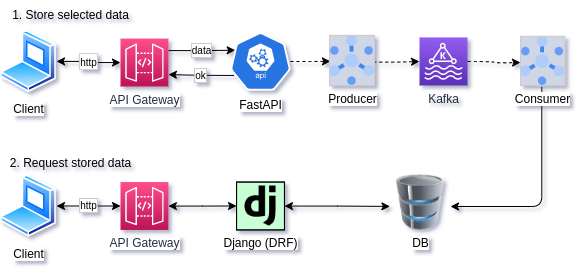 1. Store selected data
http
data
ok
api
Client
API Gateway
FastAPI
Producer
Kafka
Consumer
2. Request stored data
http
dj
Client
API Gateway
Django (DRF)
DB